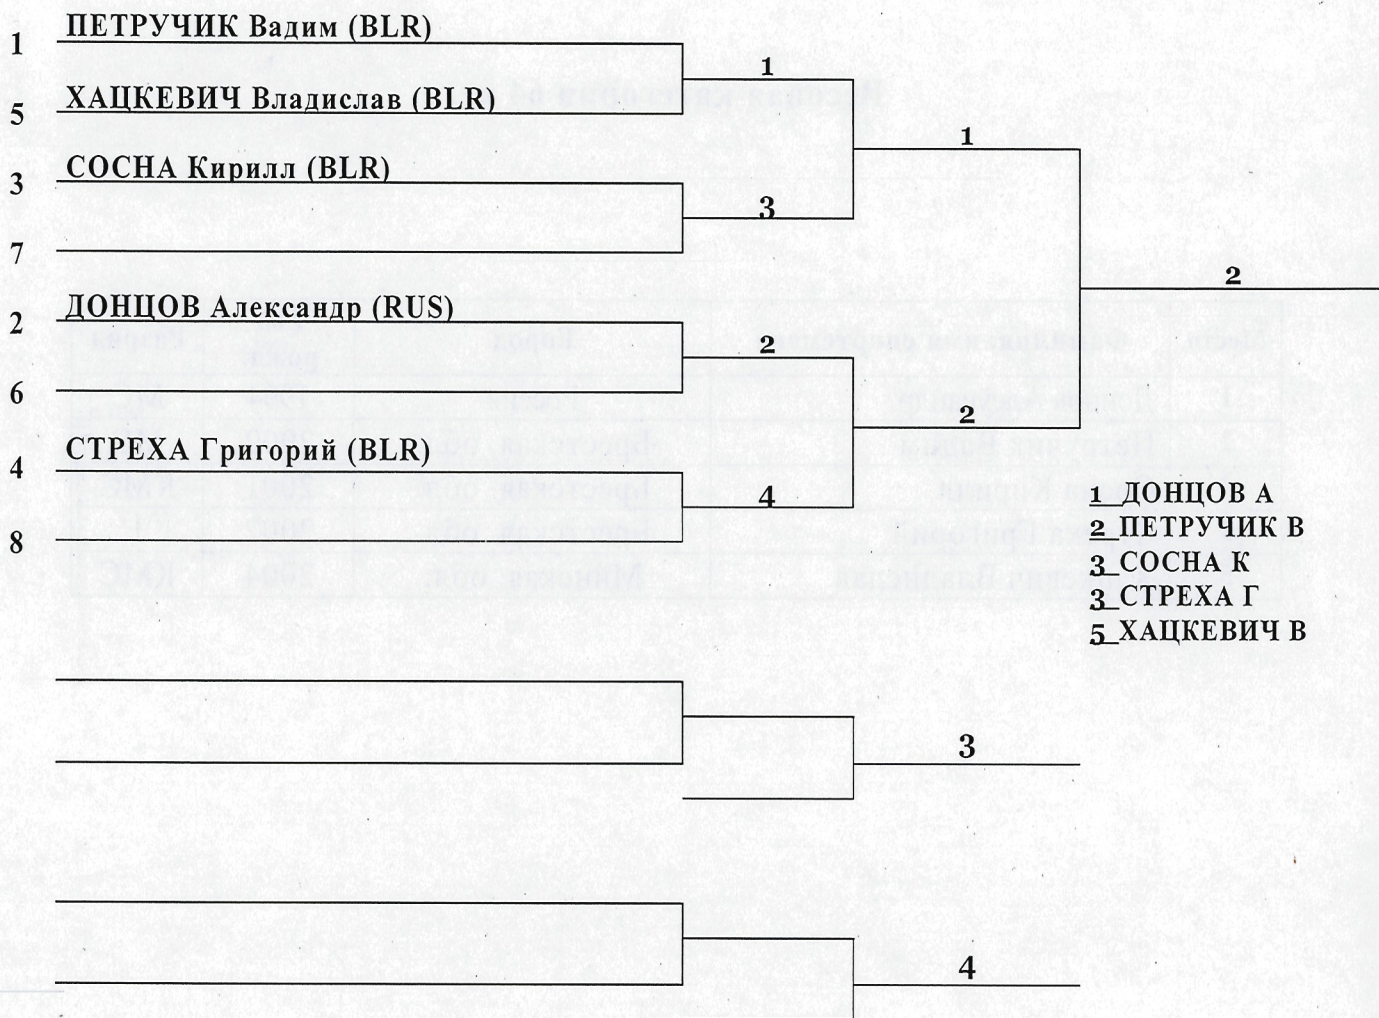 ПЕТРУЧИК Вадим (BLR)
1
1
ХАЦКЕВИЧ Владислав (BLR)
5
1
СОСНА Кирилл (BLR)
3
3
7
2
ДОНЦОВ Александр (RUS)
2
2
6
2
СТРЕХА Григорий (BLR)
4
4
8
1 ДОНЦОВ А
2 ПЕТРУЧИК В
3 СОСНА К
3 СТРЕХА Г
5 ХАЦКЕВИЧ В
3
4